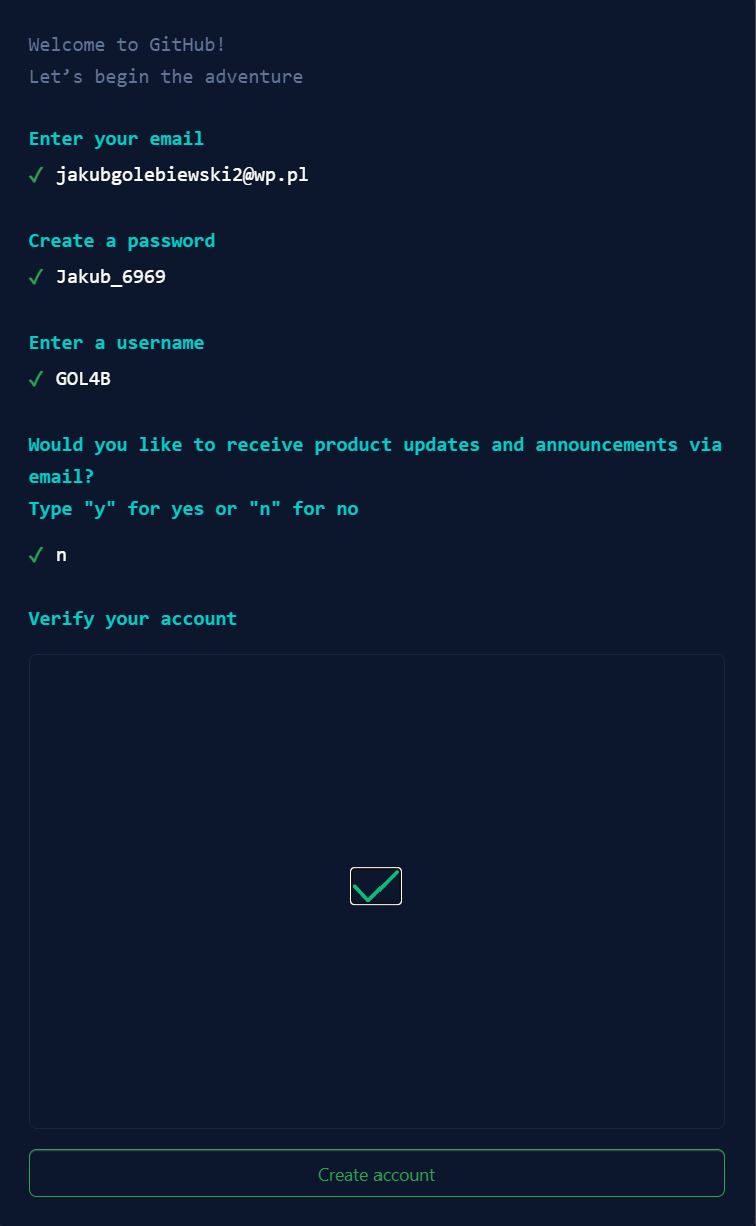 Welcome to GitHub!
Let’s begin the adventure
Enter your email
✓ jakubgolebiewski2@wp.pl
Create a password
✓ Jakub_6969
Enter a username
✓ GOL4B
Would you like to receive product updates and announcements via
email?
Type "y" for yes or "n" for no
✓ n
Verify your account
Create account